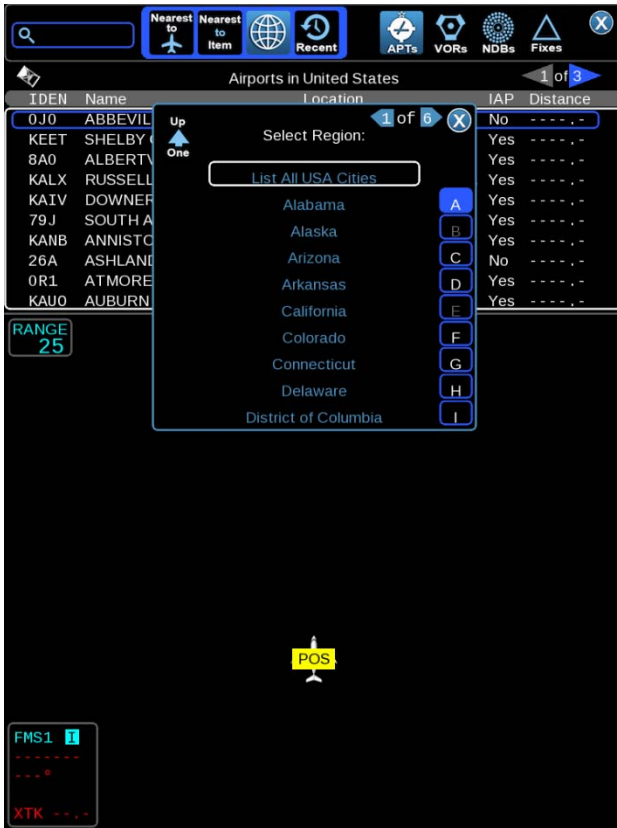 Nearest to
Nearest to Item
Recent
APTs
VORs
NDBs
Fixes
X
Airports in United States
1 of 3
IDEN Name Location IAP Distance
0J0 ABBEVIL No ----.-
KEET SHELBY Yes ----.-
8A0 ALBERTV Yes ----.-
KALX RUSSELL Yes ----.-
KAIV DOWNER Yes ----.-
79J SOUTH A Yes ----.-
KANB ANNISTO Yes ----.-
26A ASHLAND No ----.-
0R1 ATMORE Yes ----.-
KAUO AUBURN Yes ----.-
Up
One
1 of 6
X
Select Region:
List All USA Cities
Alabama A
Alaska B
Arizona C
Arkansas D
California E
Colorado F
Connecticut G
Delaware H
District of Columbia I
RANGE
25
POS
FMS1 I
-------
---°
XTK --.-